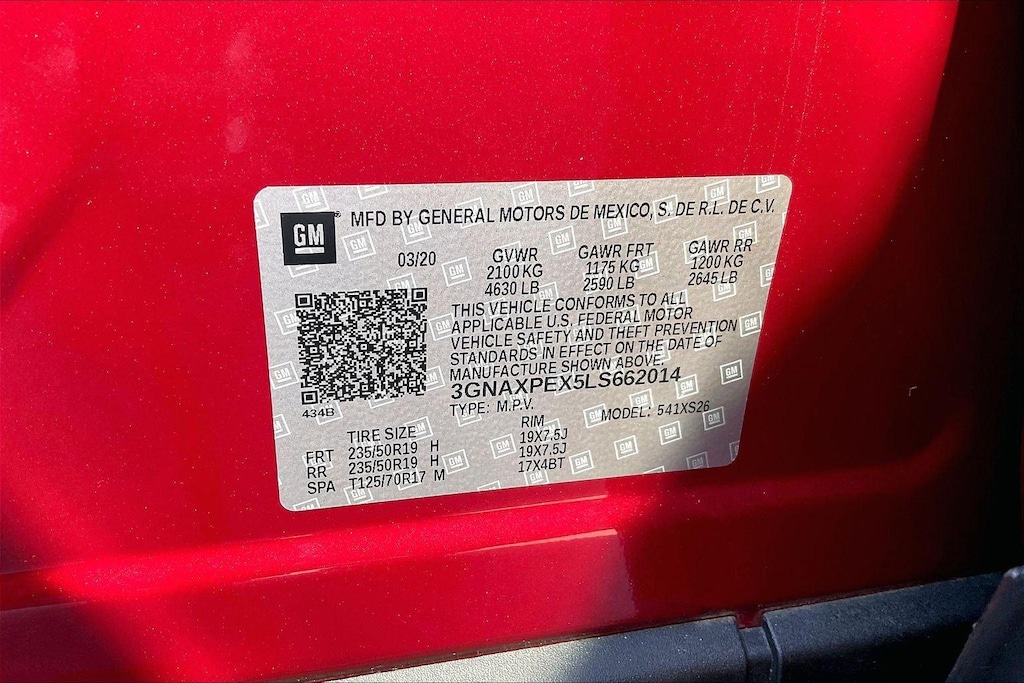 GM
MFD BY GENERAL MOTORS DE MEXICO, S. DE R.L. DE C.V.
03/20
GVWR GAWR FRT GAWR RR
2100 KG 1175 KG 1200 KG
4630 LB 2590 LB 2645 LB
THIS VEHICLE CONFORMS TO ALL
APPLICABLE U.S. FEDERAL MOTOR
VEHICLE SAFETY AND THEFT PREVENTION
STANDARDS IN EFFECT ON THE DATE OF
MANUFACTURE SHOWN ABOVE.
3GNAXPEX5LS662014
434B
TYPE: M.P.V. MODEL: 541XS26
TIRE SIZE RIM
FRT 235/50R19 H 19X7.5J
RR 235/50R19 H 19X7.5J
SPA T125/70R17 M 17X4BT